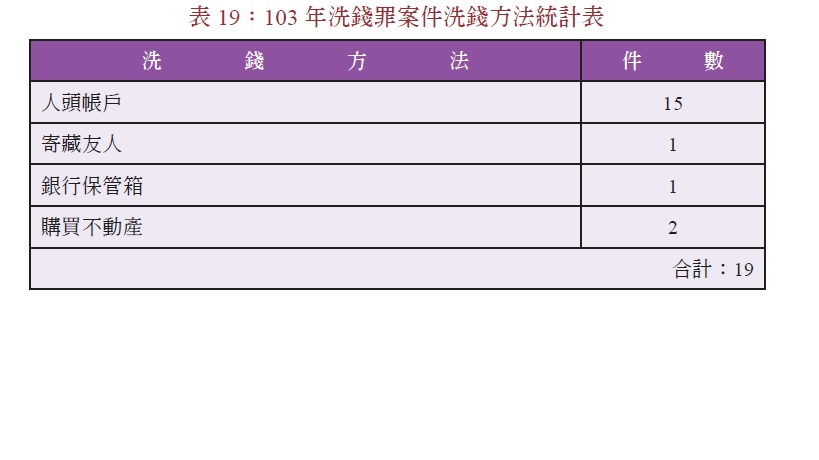 表 19：103 年洗錢罪案件洗錢方法統計表
洗 錢 方 法 件 數
人頭帳戶 15
寄藏友人 1
銀行保管箱 1
購買不動產 2
合計：19